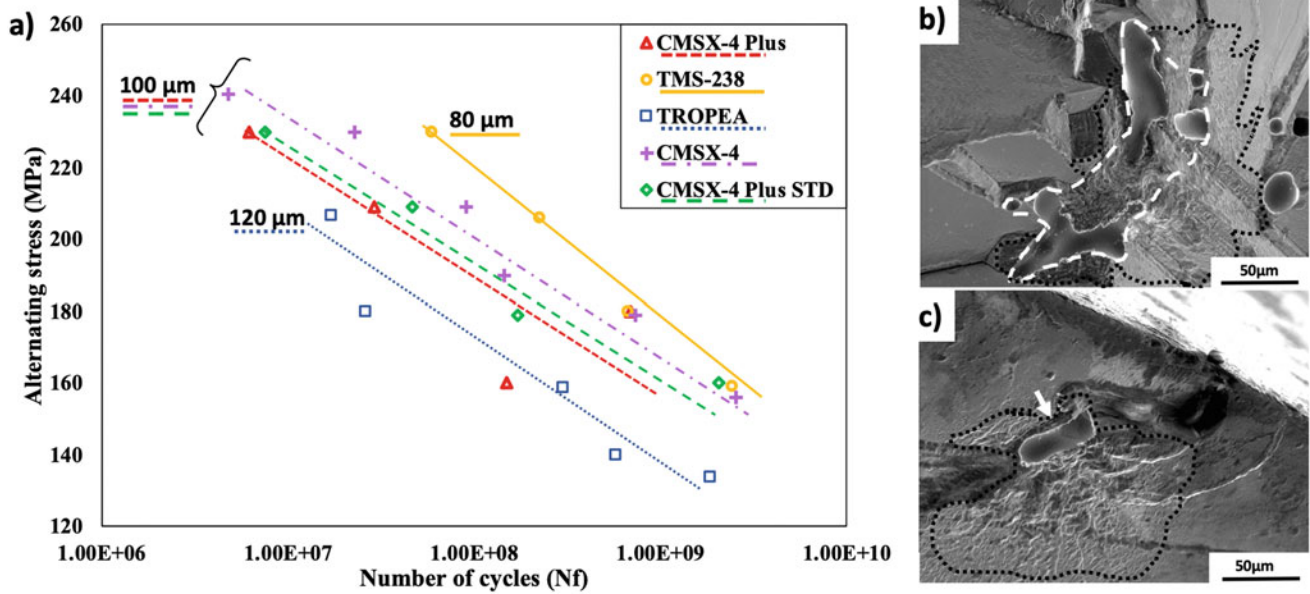 a)
260
240
220
200
180
160
140
120
Alternating stress (MPa)
1.00E+06
1.00E+07
1.00E+08
1.00E+09
1.00E+10
Number of cycles (Nf)
100 µm
80 µm
120 µm
CMSX-4 Plus
TMS-238
TROPEA
CMSX-4
CMSX-4 Plus STD
b)
50µm
c)
50µm